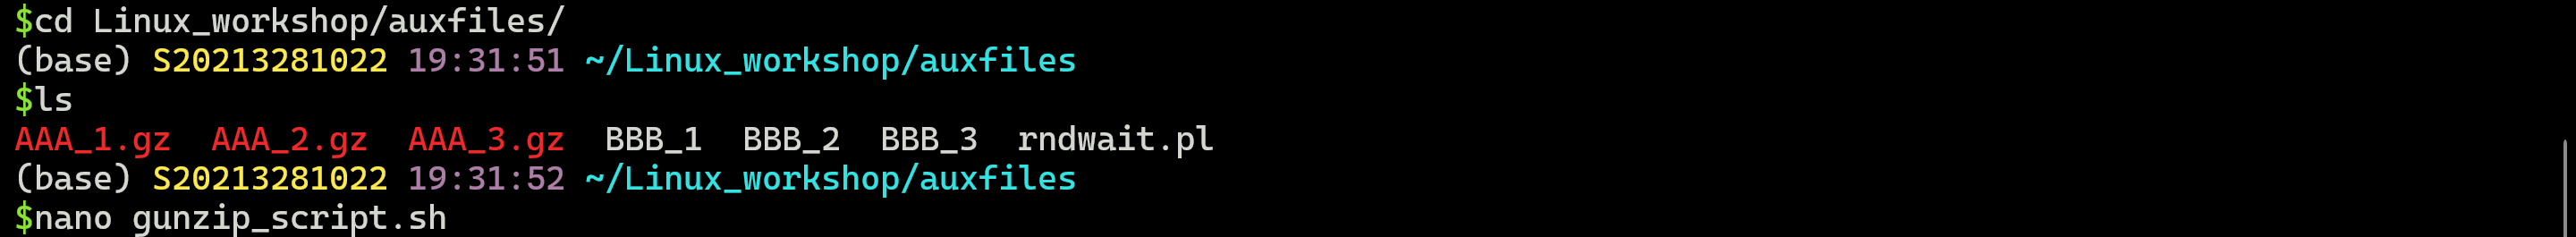 $cd Linux_workshop/auxfiles/
(base) S20213281022 19:31:51 ~/Linux_workshop/auxfiles
$ls
AAA_1.gz  AAA_2.gz  AAA_3.gz  BBB_1  BBB_2  BBB_3  rndwait.pl
(base) S20213281022 19:31:52 ~/Linux_workshop/auxfiles
$nano gunzip_script.sh